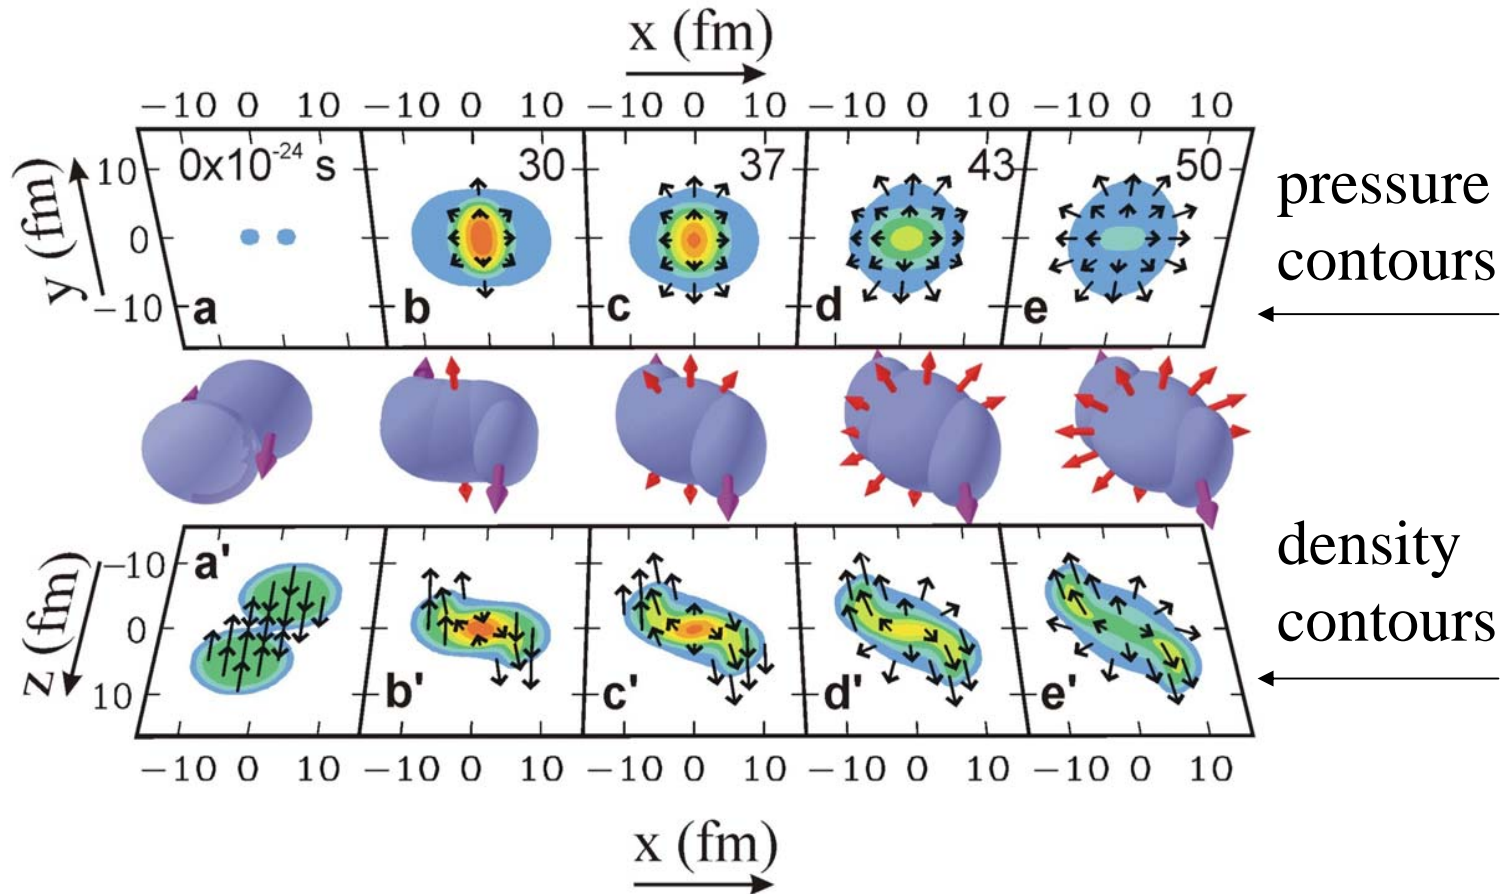 x (fm)
−10 0 10 −10 0 10 −10 0 10 −10 0 10 −10 0 10
0x10⁻²⁴ s 30 37 43 50
y (fm)
10
0
−10
a b c d e
pressure
contours
a'
z (fm)
−10
0
10
b' c' d' e'
density
contours
−10 0 10 −10 0 10 −10 0 10 −10 0 10 −10 0 10
x (fm)